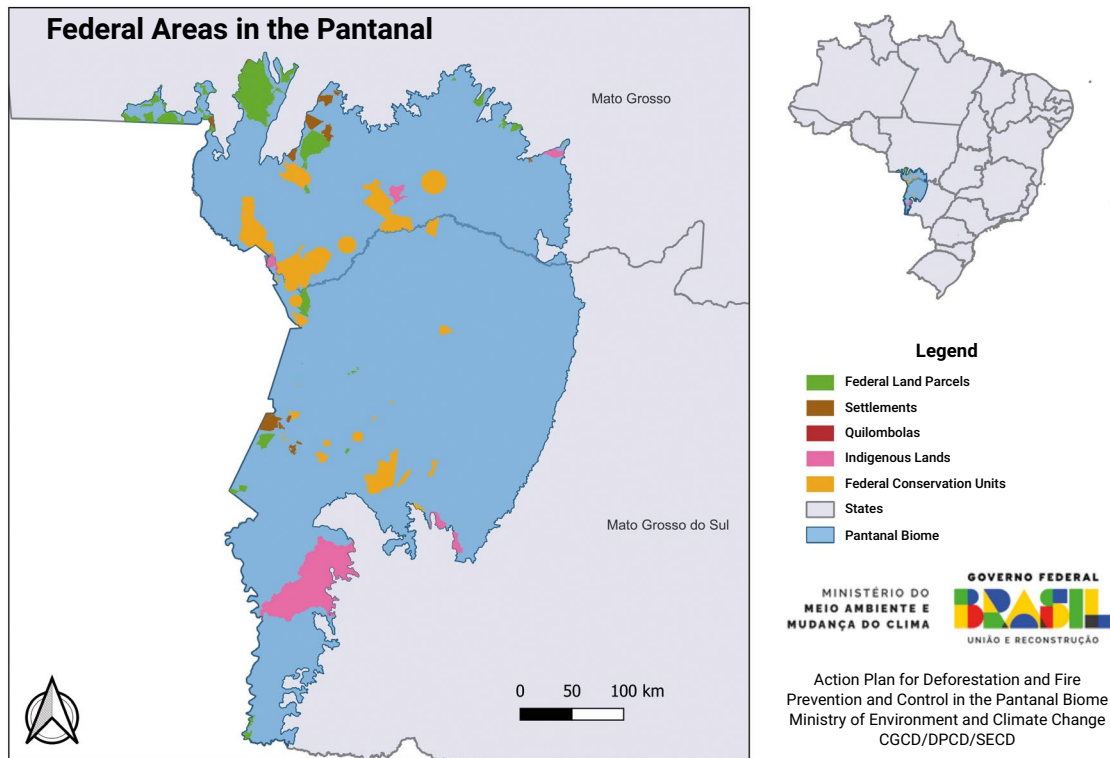 Federal Areas in the Pantanal
Mato Grosso
Mato Grosso do Sul
0 50 100 km
Legend
Federal Land Parcels
Settlements
Quilombolas
Indigenous Lands
Federal Conservation Units
States
Pantanal Biome
MINISTÉRIO DO
MEIO AMBIENTE E
MUDANÇA DO CLIMA
GOVERNO FEDERAL
BRASIL
UNIÃO E RECONSTRUÇÃO
Action Plan for Deforestation and Fire
Prevention and Control in the Pantanal Biome
Ministry of Environment and Climate Change
CGCD/DPCD/SECD